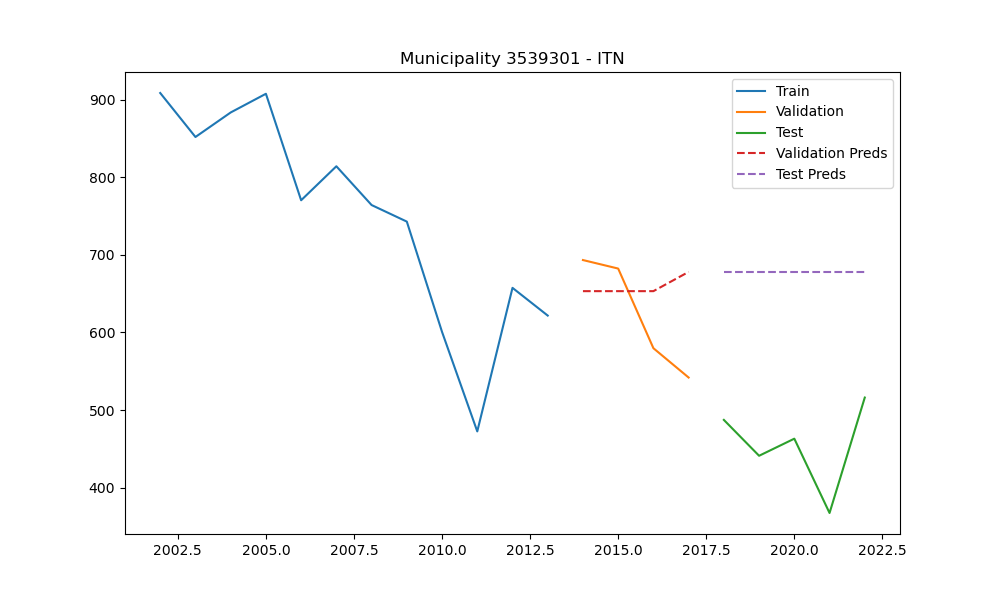 Municipality 3539301 - ITN
Train
Validation
Test
Validation Preds
Test Preds
900
800
700
600
500
400
2002.5 2005.0 2007.5 2010.0 2012.5 2015.0 2017.5 2020.0 2022.5